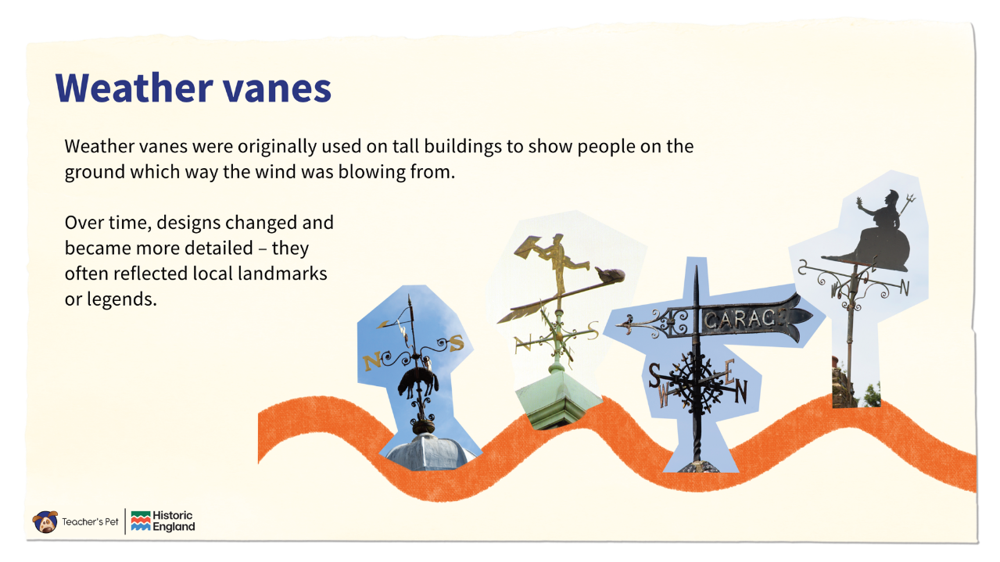 Weather vanes
Weather vanes were originally used on tall buildings to show people on the
ground which way the wind was blowing from.
Over time, designs changed and
became more detailed – they
often reflected local landmarks
or legends.
N S
N S
GARAG
S W E N
S W E N
Teacher's Pet
Historic
England